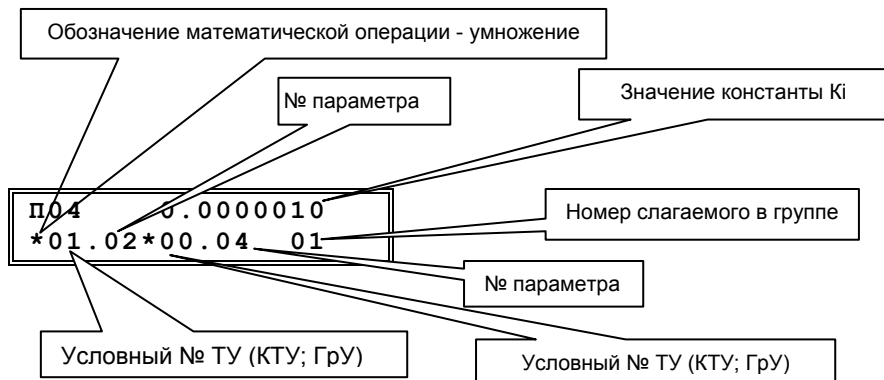 Обозначение математической операции - умножение
№ параметра
Значение константы Кi
П04 0.0000010
*01.02*00.04 01
Номер слагаемого в группе
№ параметра
Условный № ТУ (КТУ; ГрУ)
Условный № ТУ (КТУ; ГрУ)